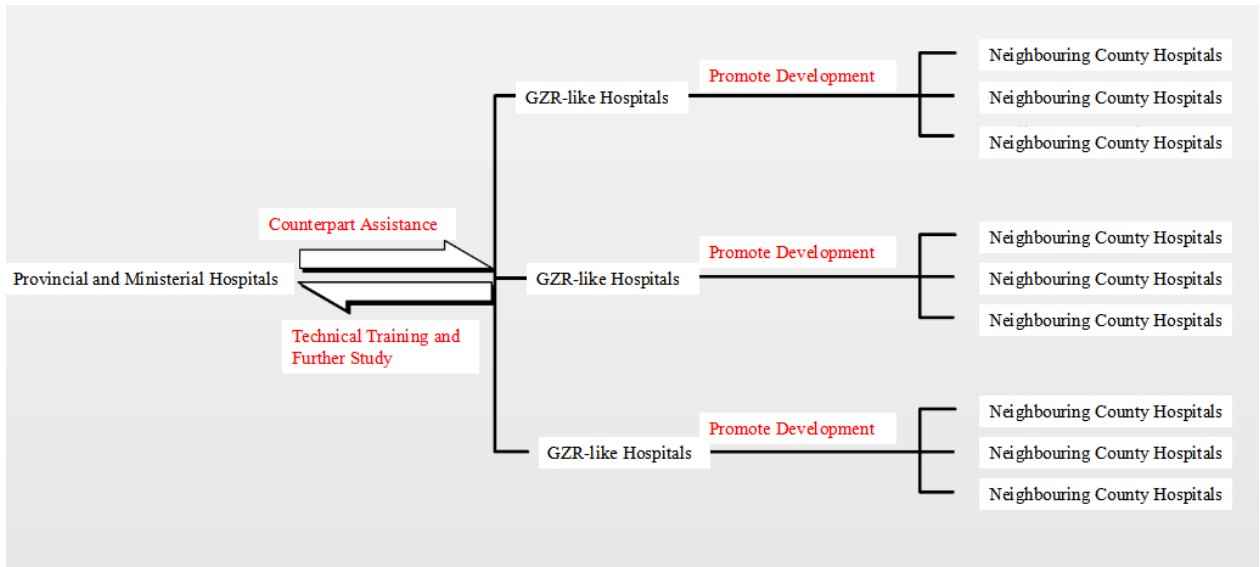 Neighbouring County Hospitals
Promote Development
GZR-like Hospitals
Neighbouring County Hospitals
Neighbouring County Hospitals
Counterpart Assistance
Neighbouring County Hospitals
Promote Development
Provincial and Ministerial Hospitals
GZR-like Hospitals
Neighbouring County Hospitals
Neighbouring County Hospitals
Technical Training and
Further Study
Neighbouring County Hospitals
Promote Development
GZR-like Hospitals
Neighbouring County Hospitals
Neighbouring County Hospitals